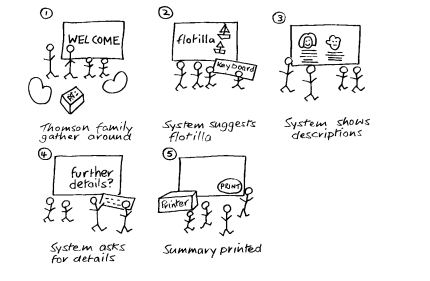 1
WELCOME
Thomson family
gather around
2
flotilla
Keyboard
System suggests
flotilla
3
System shows
descriptions
4
further
details?
System asks
for details
5
PRINT
Printer
Summary printed